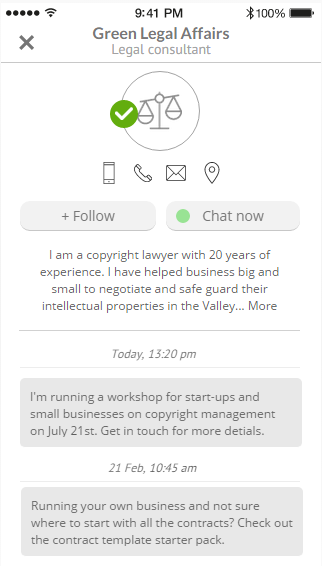 9:41 PM
100%
Green Legal Affairs
Legal consultant
+ Follow
Chat now
I am a copyright lawyer with 20 years of
experience. I have helped business big and
small to negotiate and safe guard their
intellectual properties in the Valley... More
Today, 13:20 pm
I'm running a workshop for start-ups and
small businesses on copyright management
on July 21st. Get in touch for more detials.
21 Feb, 10:45 am
Running your own business and not sure
where to start with all the contracts? Check out
the contract template starter pack.